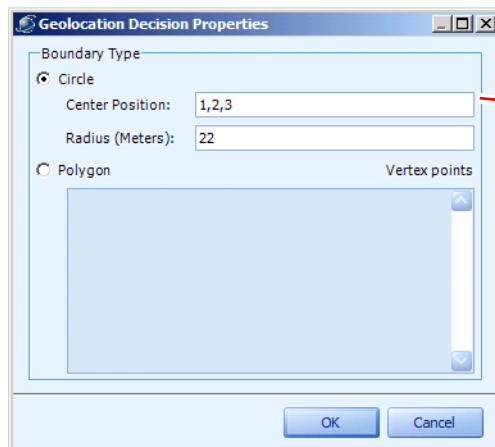 Geolocation Decision Properties
Boundary Type
Circle
Center Position: 1,2,3
Radius (Meters): 22
Polygon Vertex points
OK Cancel